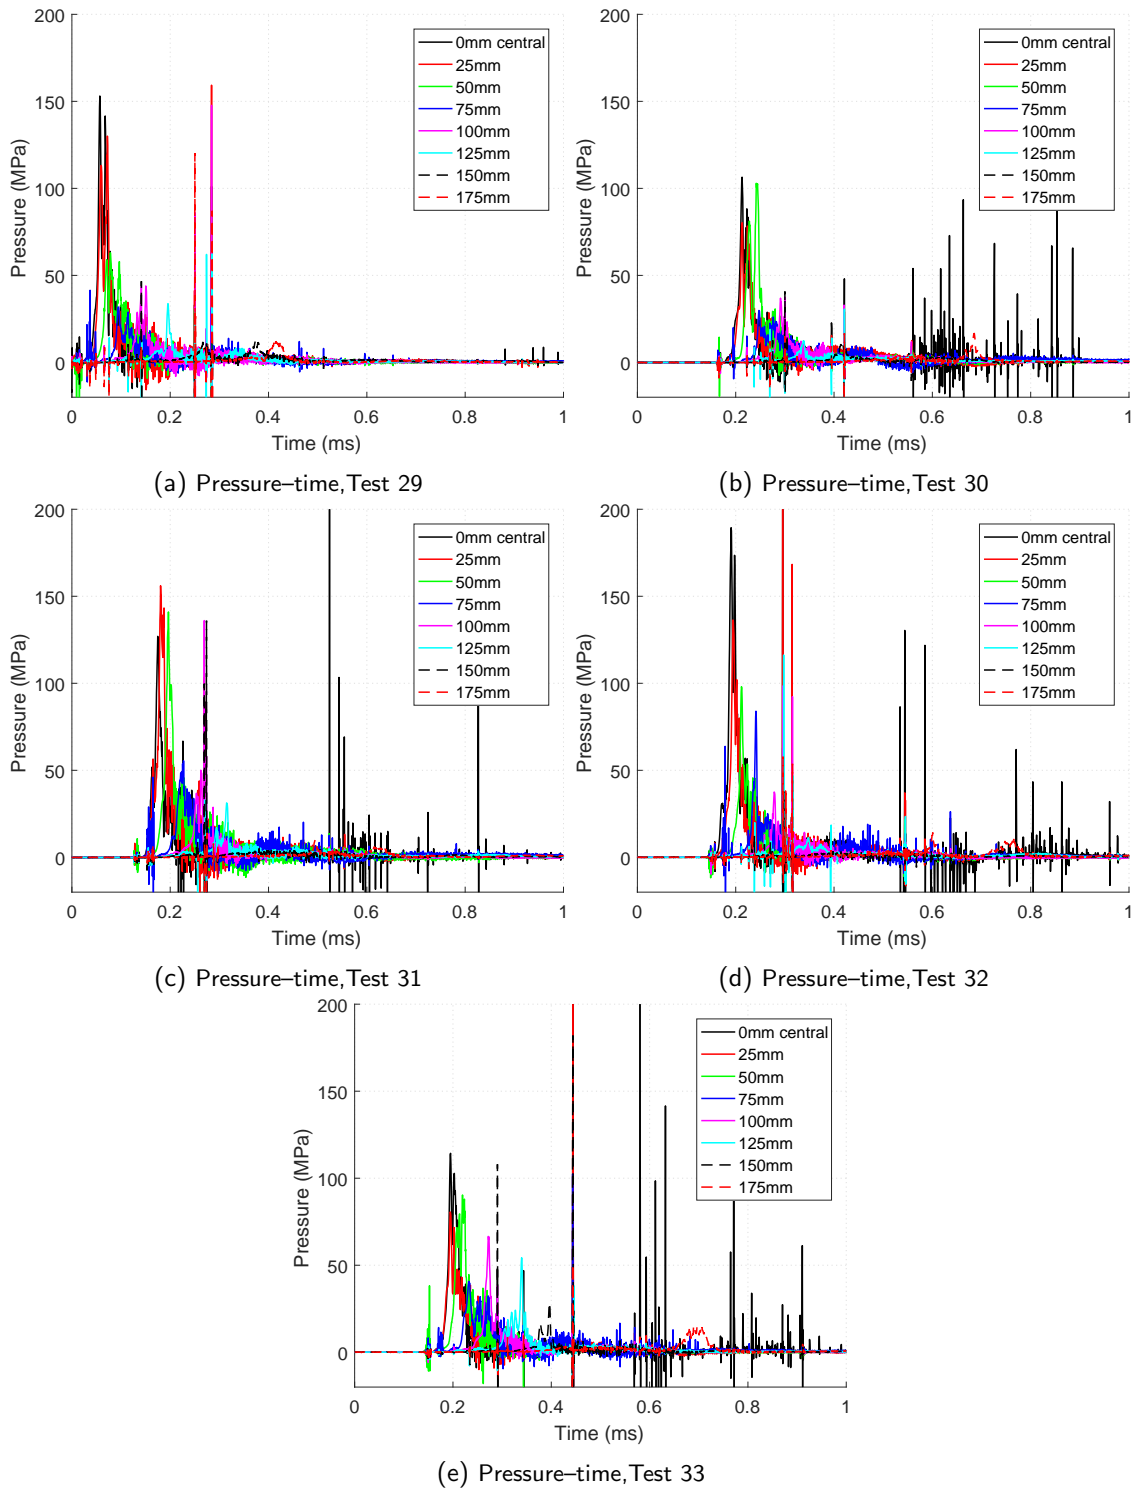 200
150
100
50
0
Pressure (MPa)
0 0.2 0.4 0.6 0.8 1
Time (ms)
0mm central
25mm
50mm
75mm
100mm
125mm
150mm
175mm
(a) Pressure–time,Test 29
200
150
100
50
0
Pressure (MPa)
0 0.2 0.4 0.6 0.8 1
Time (ms)
0mm central
25mm
50mm
75mm
100mm
125mm
150mm
175mm
(b) Pressure–time,Test 30
200
150
100
50
0
Pressure (MPa)
0 0.2 0.4 0.6 0.8 1
Time (ms)
0mm central
25mm
50mm
75mm
100mm
125mm
150mm
175mm
(c) Pressure–time,Test 31
200
150
100
50
0
Pressure (MPa)
0 0.2 0.4 0.6 0.8 1
Time (ms)
0mm central
25mm
50mm
75mm
100mm
125mm
150mm
175mm
(d) Pressure–time,Test 32
200
150
100
50
0
Pressure (MPa)
0 0.2 0.4 0.6 0.8 1
Time (ms)
0mm central
25mm
50mm
75mm
100mm
125mm
150mm
175mm
(e) Pressure–time,Test 33